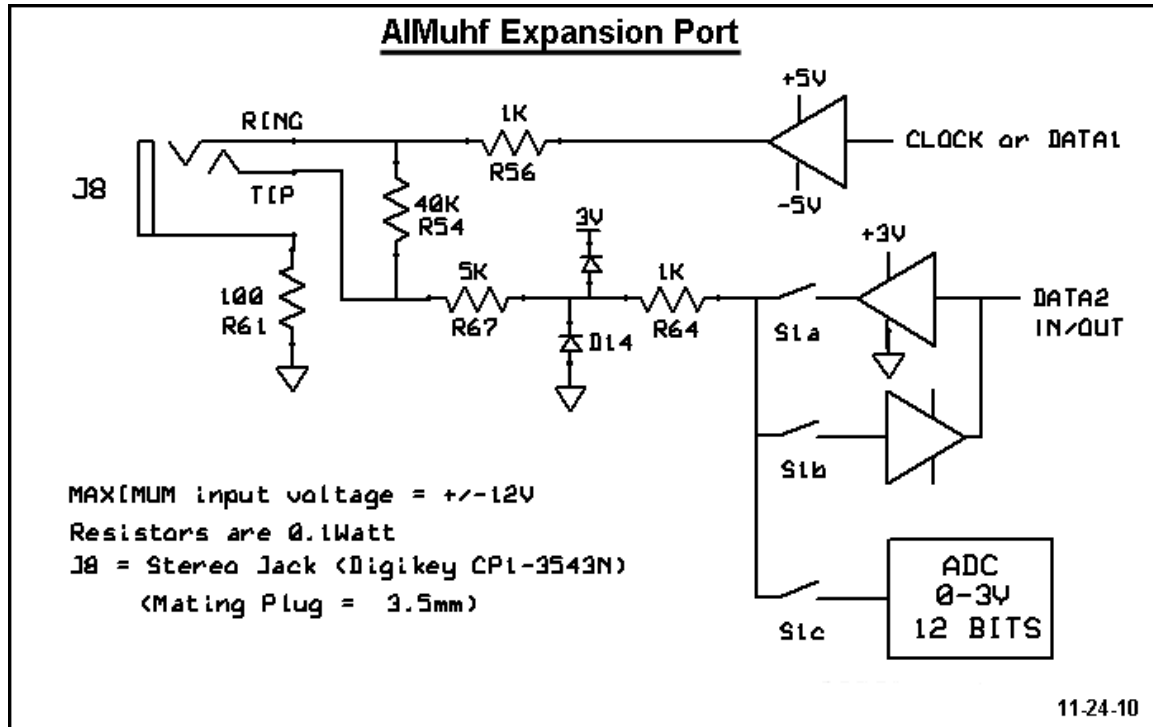 AIMuhf Expansion Port
+5V
RING
1K
CLOCK or DATA1
R56
J8
TIP
-5V
40K
R54
3V
+3V
5K
1K
100
R61
R67
D14
R64
S1a
DATA2
IN/OUT
S1b
MAXIMUM input voltage = +/-12V
Resistors are 0.1Watt
J8 = Stereo Jack (Digikey CP1-3543N)
(Mating Plug = 3.5mm)
S1c
ADC
0-3V
12 BITS
11-24-10